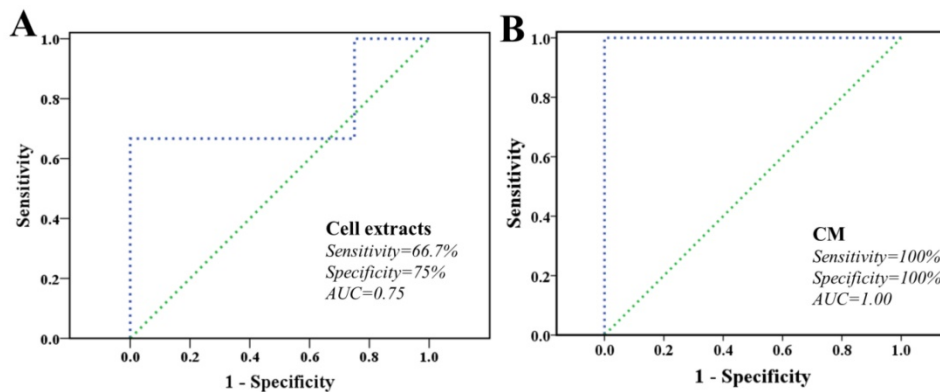 A
Sensitivity
1.0
0.8
0.6
0.4
0.2
0.0
Cell extracts
Sensitivity=66.7%
Specificity=75%
AUC=0.75
0.0 0.2 0.4 0.6 0.8 1.0
1 - Specificity
B
Sensitivity
1.0
0.8
0.6
0.4
0.2
0.0
CM
Sensitivity=100%
Specificity=100%
AUC=1.00
0.0 0.2 0.4 0.6 0.8 1.0
1 - Specificity